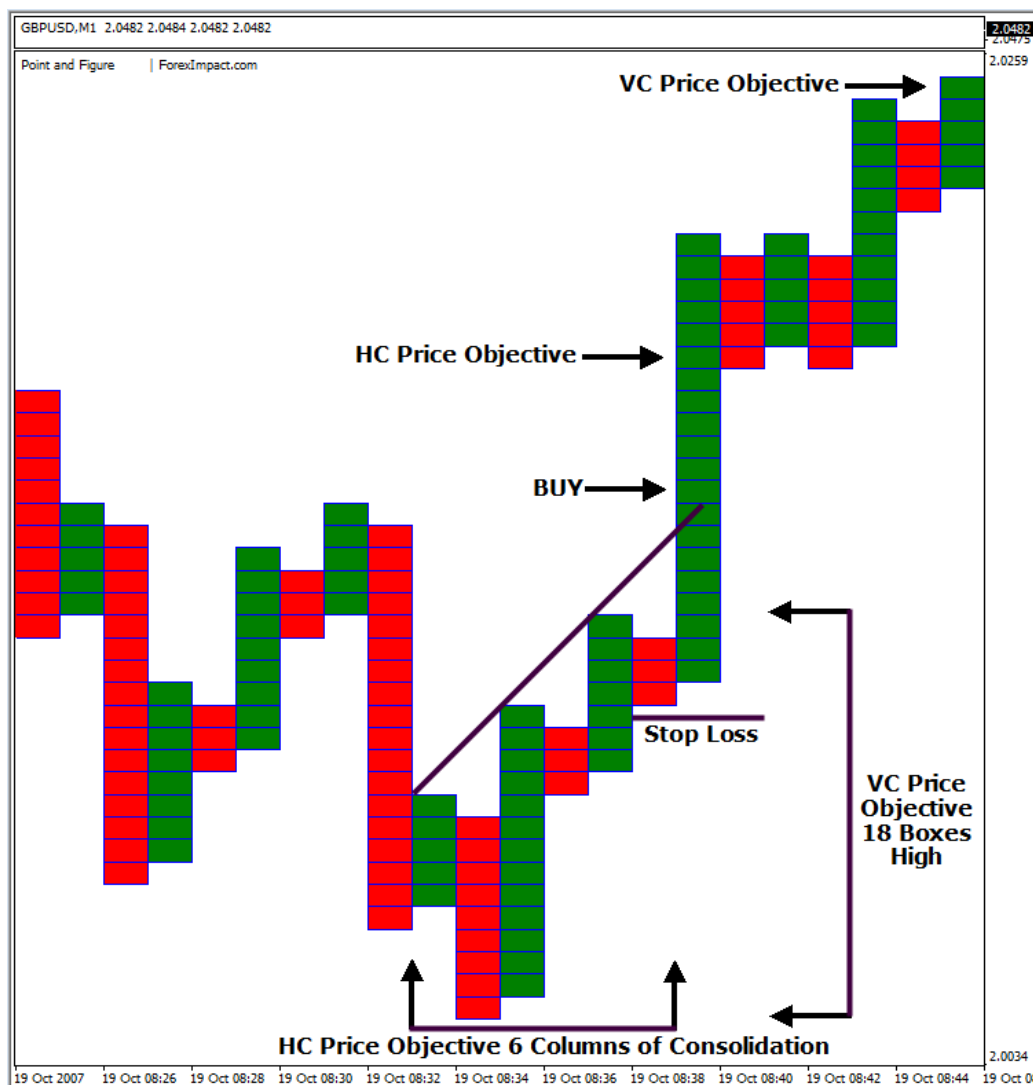 GBPUSD,M1 2.0482 2.0484 2.0482 2.0482
2.0482
2.0475
Point and Figure | ForexImpact.com
2.0259
VC Price Objective
HC Price Objective
BUY
Stop Loss
VC Price
Objective
18 Boxes
High
HC Price Objective 6 Columns of Consolidation
2.0034
19 Oct 2007 19 Oct 08:26 19 Oct 08:28 19 Oct 08:30 19 Oct 08:32 19 Oct 08:34 19 Oct 08:36 19 Oct 08:38 19 Oct 08:40 19 Oct 08:42 19 Oct 08:44 19 Oct